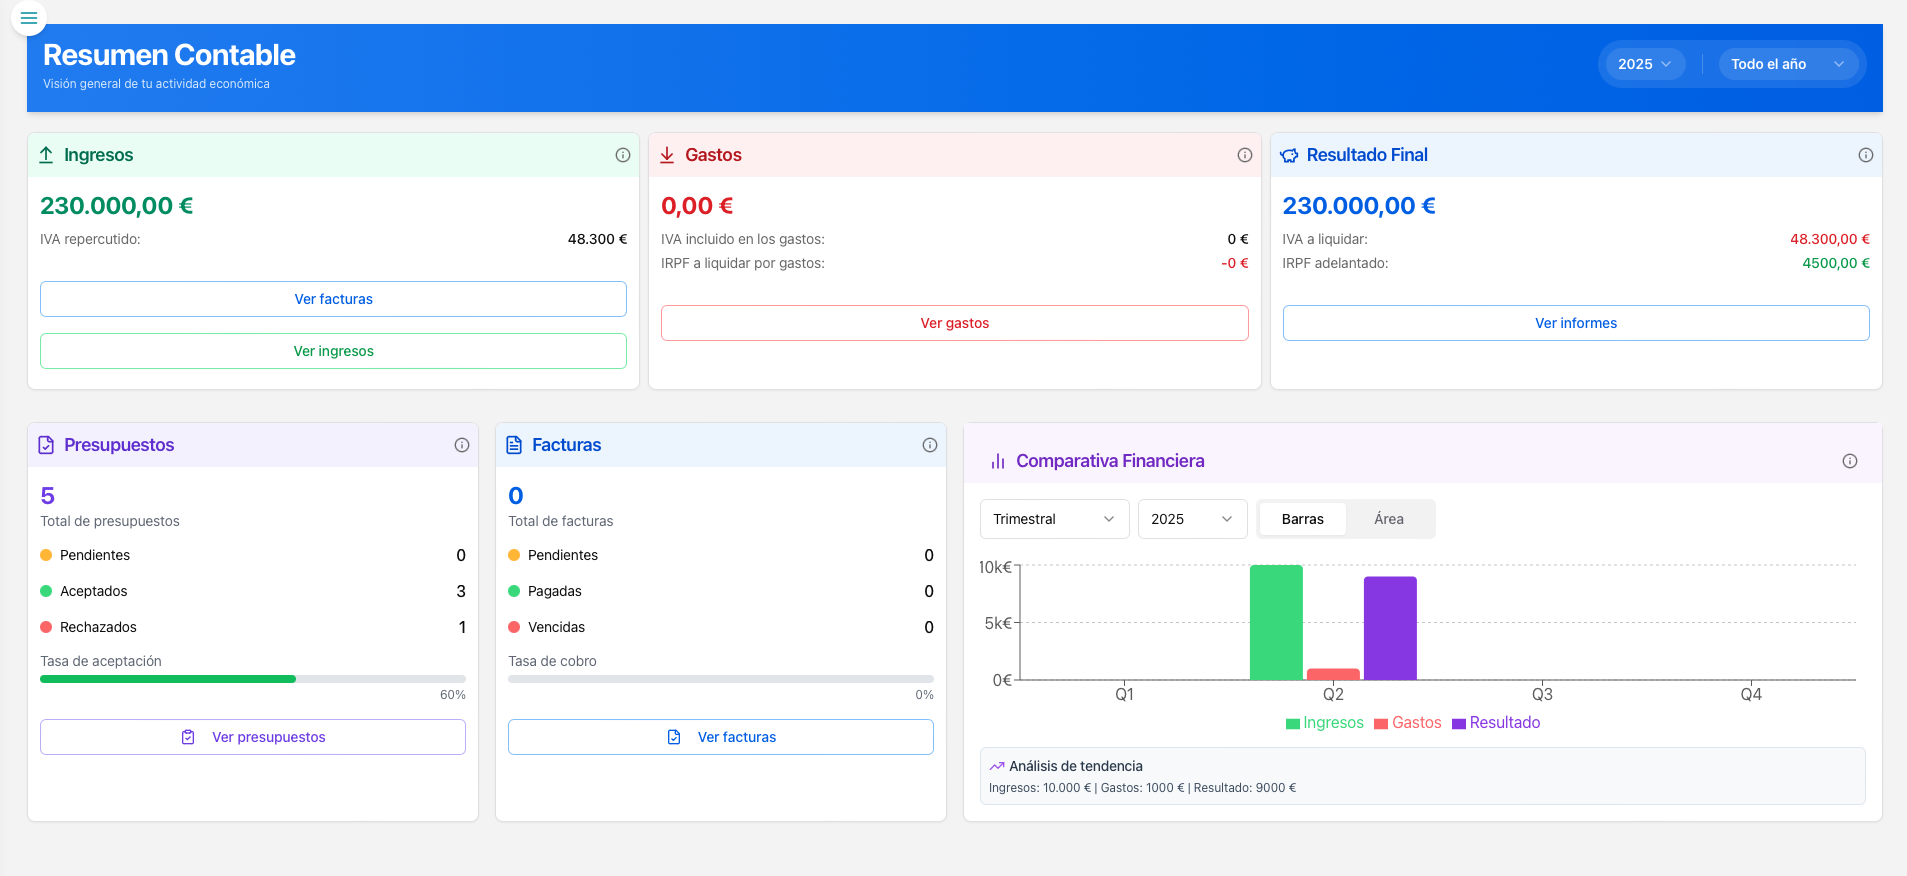 Resumen Contable
Visión general de tu actividad económica
2025
Todo el año
Ingresos
230.000,00 €
IVA repercutido: 48.300 €
Ver facturas
Ver ingresos
Gastos
0,00 €
IVA incluido en los gastos: 0 €
IRPF a liquidar por gastos: -0 €
Ver gastos
Resultado Final
230.000,00 €
IVA a liquidar: 48.300,00 €
IRPF adelantado: 4500,00 €
Ver informes
Presupuestos
5
Total de presupuestos
Pendientes 0
Aceptados 3
Rechazados 1
Tasa de aceptación
60%
Ver presupuestos
Facturas
0
Total de facturas
Pendientes 0
Pagadas 0
Vencidas 0
Tasa de cobro
0%
Ver facturas
Comparativa Financiera
Trimestral
2025
Barras
Área
10k€
5k€
0€
Q1 Q2 Q3 Q4
Ingresos Gastos Resultado
Análisis de tendencia
Ingresos: 10.000 € | Gastos: 1000 € | Resultado: 9000 €